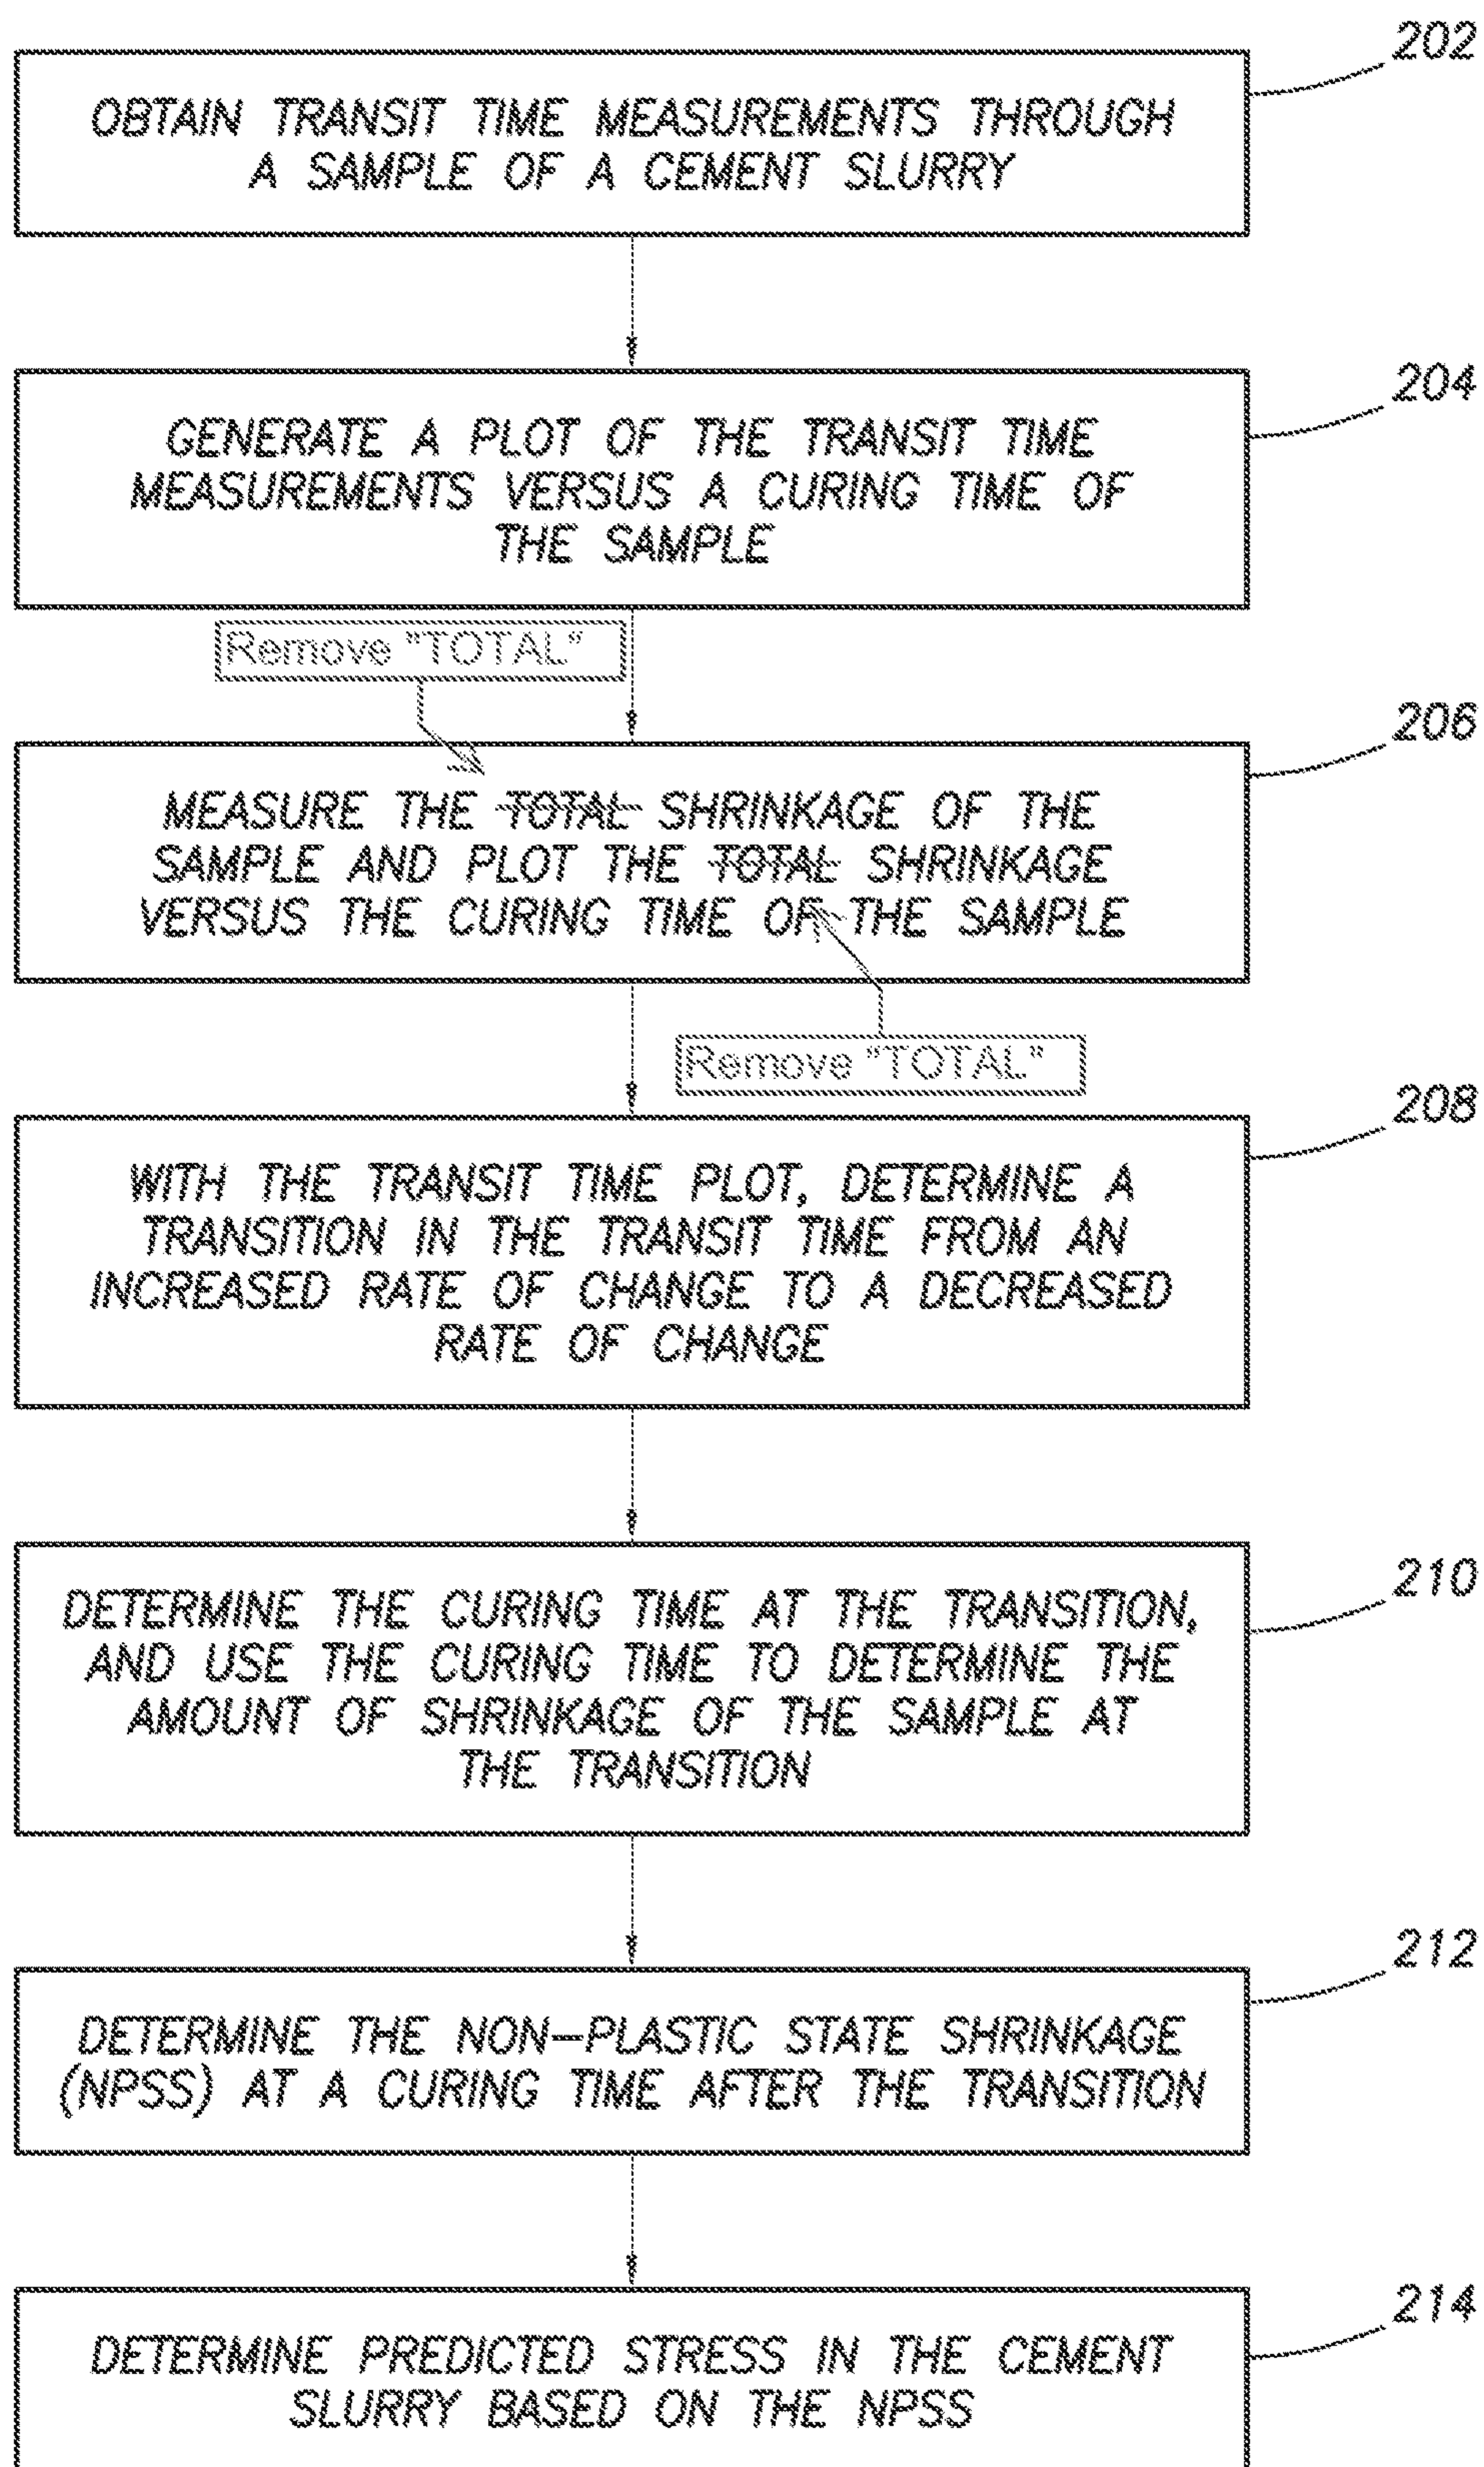 202
OBTAIN TRANSIT TIME MEASUREMENTS THROUGH
A SAMPLE OF A CEMENT SLURRY
204
GENERATE A PLOT OF THE TRANSIT TIME
MEASUREMENTS VERSUS A CURING TIME OF
THE SAMPLE
Remove "TOTAL"
206
MEASURE THE TOTAL SHRINKAGE OF THE
SAMPLE AND PLOT THE TOTAL SHRINKAGE
VERSUS THE CURING TIME OF THE SAMPLE
Remove "TOTAL"
208
WITH THE TRANSIT TIME PLOT, DETERMINE A
TRANSITION IN THE TRANSIT TIME FROM AN
INCREASED RATE OF CHANGE TO A DECREASED
RATE OF CHANGE
210
DETERMINE THE CURING TIME AT THE TRANSITION,
AND USE THE CURING TIME TO DETERMINE THE
AMOUNT OF SHRINKAGE OF THE SAMPLE AT
THE TRANSITION
212
DETERMINE THE NON-PLASTIC STATE SHRINKAGE
(NPSS) AT A CURING TIME AFTER THE TRANSITION
214
DETERMINE PREDICTED STRESS IN THE CEMENT
SLURRY BASED ON THE NPSS